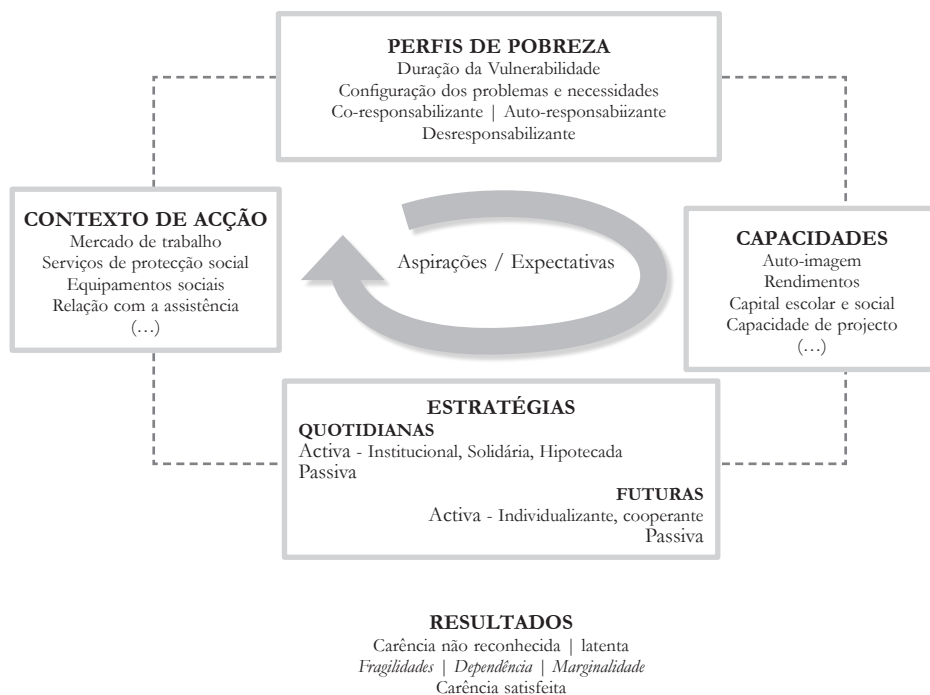 PERFIS DE POBREZA
Duração da Vulnerabilidade
Configuração dos problemas e necessidades
Co-responsabilizante | Auto-responsabiizante
Desresponsabilizante
CONTEXTO DE ACÇÃO
Mercado de trabalho
Serviços de protecção social
Equipamentos sociais
Relação com a assistência
(…)
Aspirações / Expectativas
CAPACIDADES
Auto-imagem
Rendimentos
Capital escolar e social
Capacidade de projecto
(…)
ESTRATÉGIAS
QUOTIDIANAS
Activa - Institucional, Solidária, Hipotecada
Passiva
FUTURAS
Activa - Individualizante, cooperante
Passiva
RESULTADOS
Carência não reconhecida | latenta
Fragilidades | Dependência | Marginalidade
Carência satisfeita